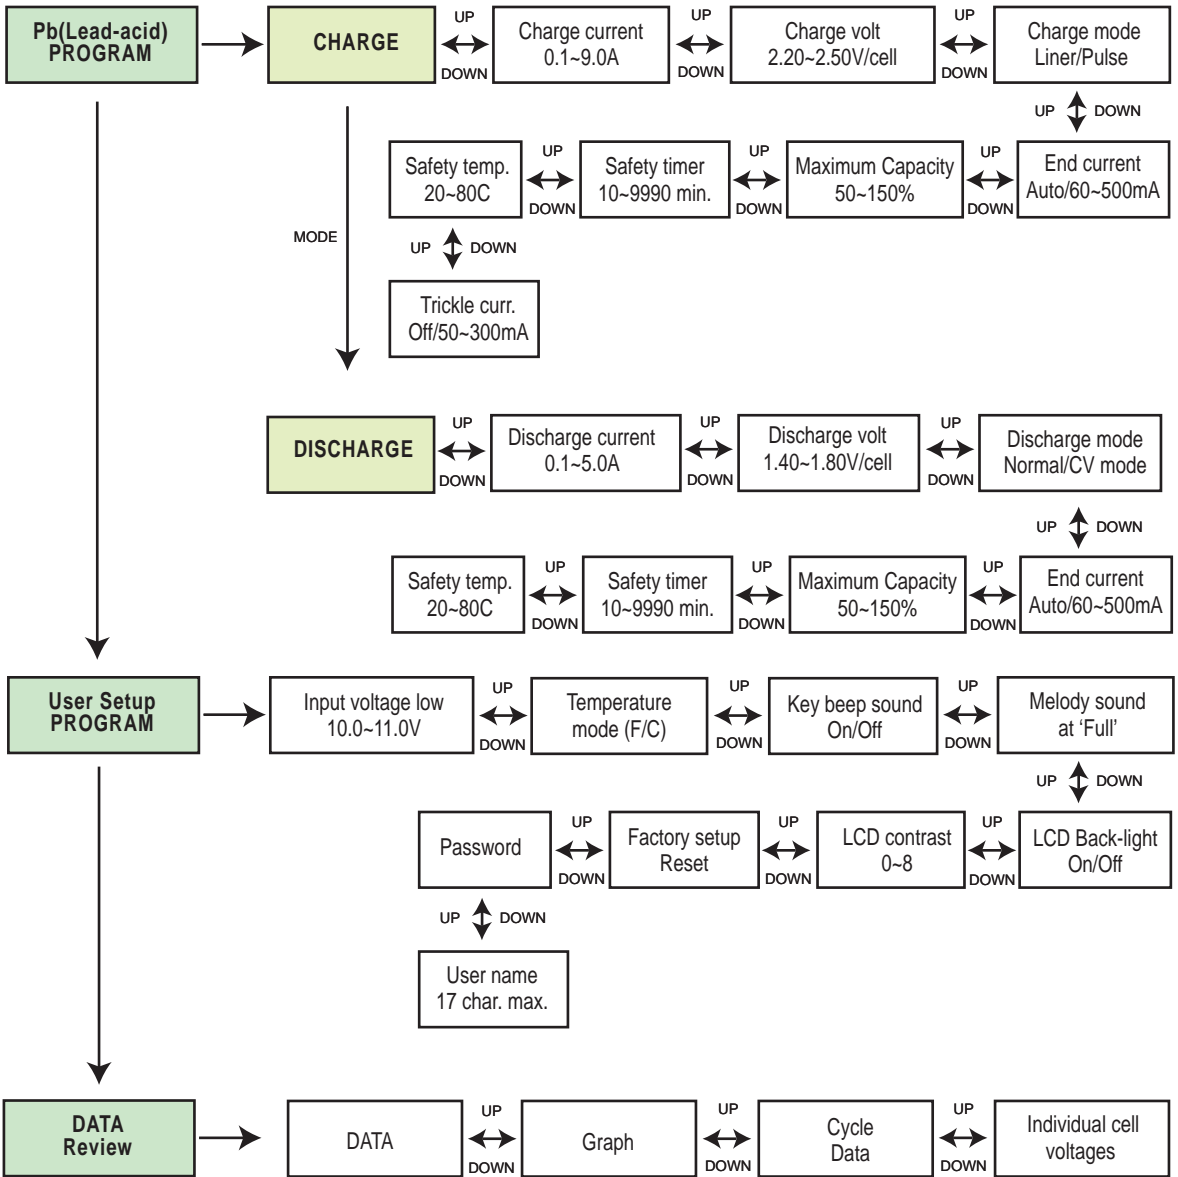 Pb(Lead-acid)
PROGRAM
CHARGE
UP
DOWN
Charge current
0.1~9.0A
UP
DOWN
Charge volt
2.20~2.50V/cell
UP
DOWN
Charge mode
Liner/Pulse
UP
DOWN
Safety temp.
20~80C
UP
DOWN
Safety timer
10~9990 min.
UP
DOWN
Maximum Capacity
50~150%
UP
DOWN
End current
Auto/60~500mA
MODE
UP
DOWN
Trickle curr.
Off/50~300mA
DISCHARGE
UP
DOWN
Discharge current
0.1~5.0A
UP
DOWN
Discharge volt
1.40~1.80V/cell
UP
DOWN
Discharge mode
Normal/CV mode
UP
DOWN
Safety temp.
20~80C
UP
DOWN
Safety timer
10~9990 min.
UP
DOWN
Maximum Capacity
50~150%
UP
DOWN
End current
Auto/60~500mA
User Setup
PROGRAM
Input voltage low
10.0~11.0V
UP
DOWN
Temperature
mode (F/C)
UP
DOWN
Key beep sound
On/Off
UP
DOWN
Melody sound
at ‘Full’
UP
DOWN
Password
UP
DOWN
Factory setup
Reset
UP
DOWN
LCD contrast
0~8
UP
DOWN
LCD Back-light
On/Off
UP
DOWN
User name
17 char. max.
DATA
Review
DATA
UP
DOWN
Graph
UP
DOWN
Cycle
Data
UP
DOWN
Individual cell
voltages